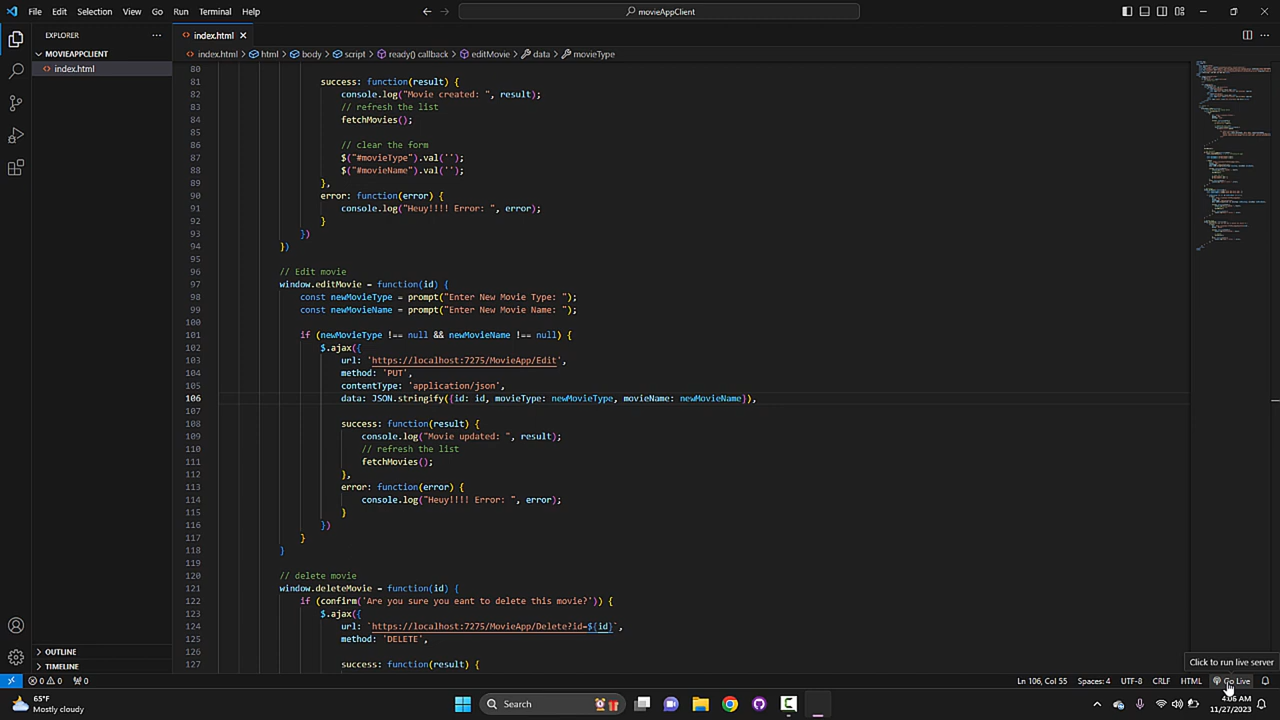 File Edit Selection View Go Run Terminal Help
movieAppClient
EXPLORER
index.html
MOVIEAPPCLIENT
index.html
index.html > html > body > script > ready() callback > editMovie > data > movieType
80
81 success: function(result) {
82 console.log("Movie created: ", result);
83 // refresh the list
84 fetchMovies();
85
86 // clear the form
87 $("#movieType").val('');
88 $("#movieName").val('');
89 },
90 error: function(error) {
91 console.log("Heuy!!!! Error: ", error);
92 }
93 })
94 })
95
96 // Edit movie
97 window.editMovie = function(id) {
98 const newMovieType = prompt("Enter New Movie Type: ");
99 const newMovieName = prompt("Enter New Movie Name: ");
100
101 if (newMovieType !== null && newMovieName !== null) {
102 $.ajax({
103 url: 'https://localhost:7275/MovieApp/Edit',
104 method: 'PUT',
105 contentType: 'application/json',
106 data: JSON.stringify({id: id, movieType: newMovieType, movieName: newMovieName}),
107
108 success: function(result) {
109 console.log("Movie updated: ", result);
110 // refresh the list
111 fetchMovies();
112 },
113 error: function(error) {
114 console.log("Heuy!!!! Error: ", error);
115 }
116 })
117 }
118 }
119
120 // delete movie
121 window.deleteMovie = function(id) {
122 if (confirm('Are you sure you eant to delete this movie?')) {
123 $.ajax({
124 url: `https://localhost:7275/MovieApp/Delete?id=${id}`,
125 method: 'DELETE',
126
127 success: function(result) {
OUTLINE
TIMELINE
Click to run live server
0 0 0
Ln 106, Col 55 Spaces: 4 UTF-8 CRLF HTML Go Live
65°F
Mostly cloudy
Search
4:06 AM
11/27/2023